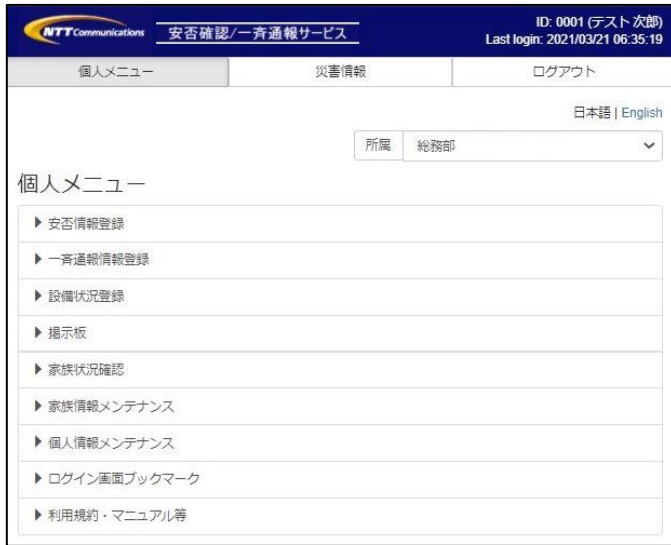 NTT Communications 安否確認/一斉通報サービス
ID: 0001 (テスト 次郎)
Last login: 2021/03/21 06:35:19
個人メニュー 災害情報 ログアウト
日本語 | English
所属 総務部
個人メニュー
安否情報登録
一斉通報情報登録
設備状況登録
掲示板
家族状況確認
家族情報メンテナンス
個人情報メンテナンス
ログイン画面ブックマーク
利用規約・マニュアル等